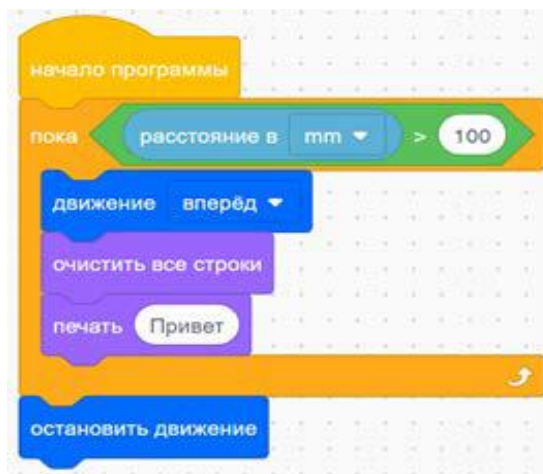 начало программы
пока расстояние в mm > 100
движение вперёд
очистить все строки
печать Привет
остановить движение